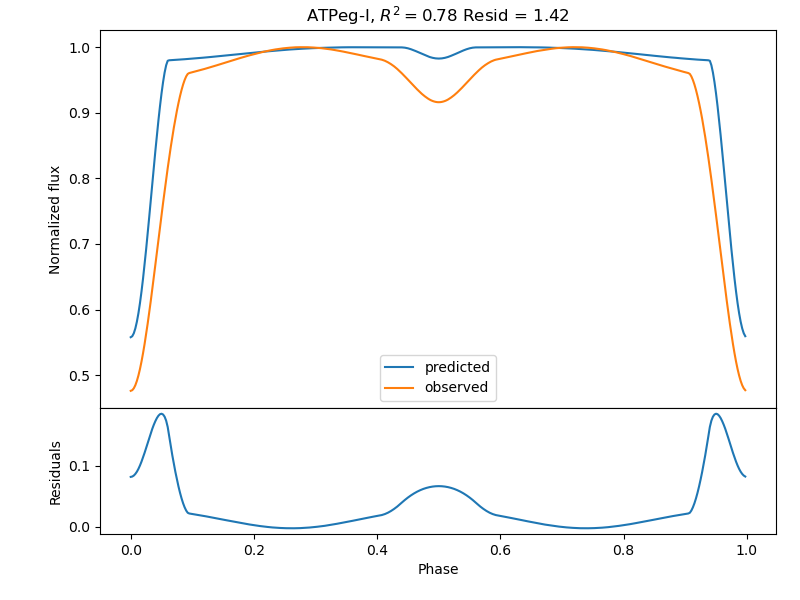 ATPeg-I, R² = 0.78 Resid = 1.42
1.0
0.9
0.8
0.7
0.6
0.5
Normalized flux
predicted
observed
0.1
0.0
Residuals
0.0 0.2 0.4 0.6 0.8 1.0
Phase